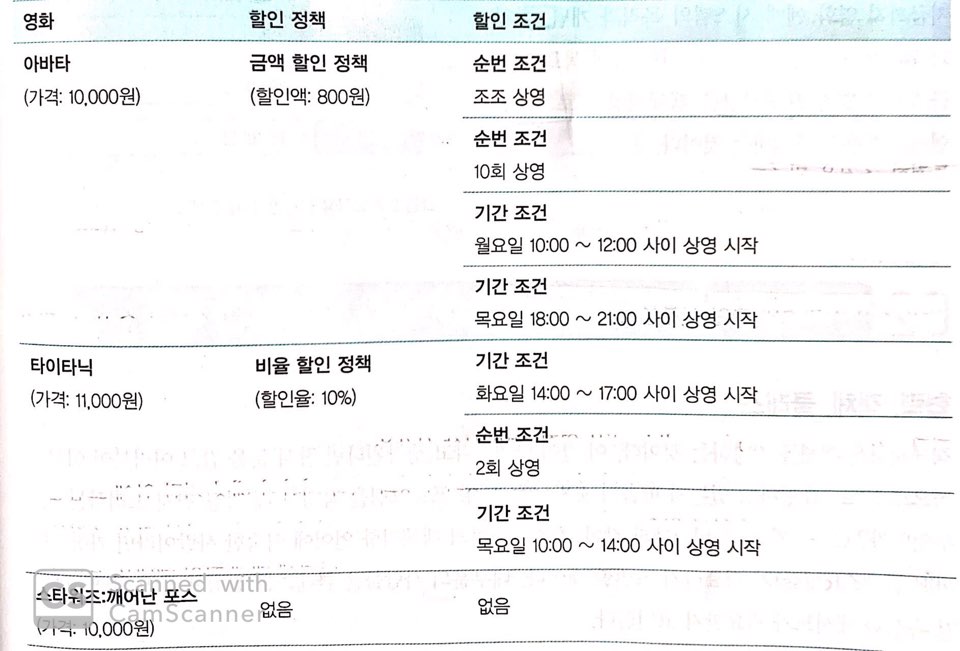 영화 할인 정책 할인 조건
아바타 금액 할인 정책 순번 조건
(가격: 10,000원) (할인액: 800원) 조조 상영
순번 조건
10회 상영
기간 조건
월요일 10:00 ~ 12:00 사이 상영 시작
기간 조건
목요일 18:00 ~ 21:00 사이 상영 시작
타이타닉 비율 할인 정책 기간 조건
(가격: 11,000원) (할인율: 10%) 화요일 14:00 ~ 17:00 사이 상영 시작
순번 조건
2회 상영
기간 조건
목요일 10:00 ~ 14:00 사이 상영 시작
스타워즈:깨어난 포스 없음 없음
(가격: 10,000원)
CS Scanned with
CamScanner